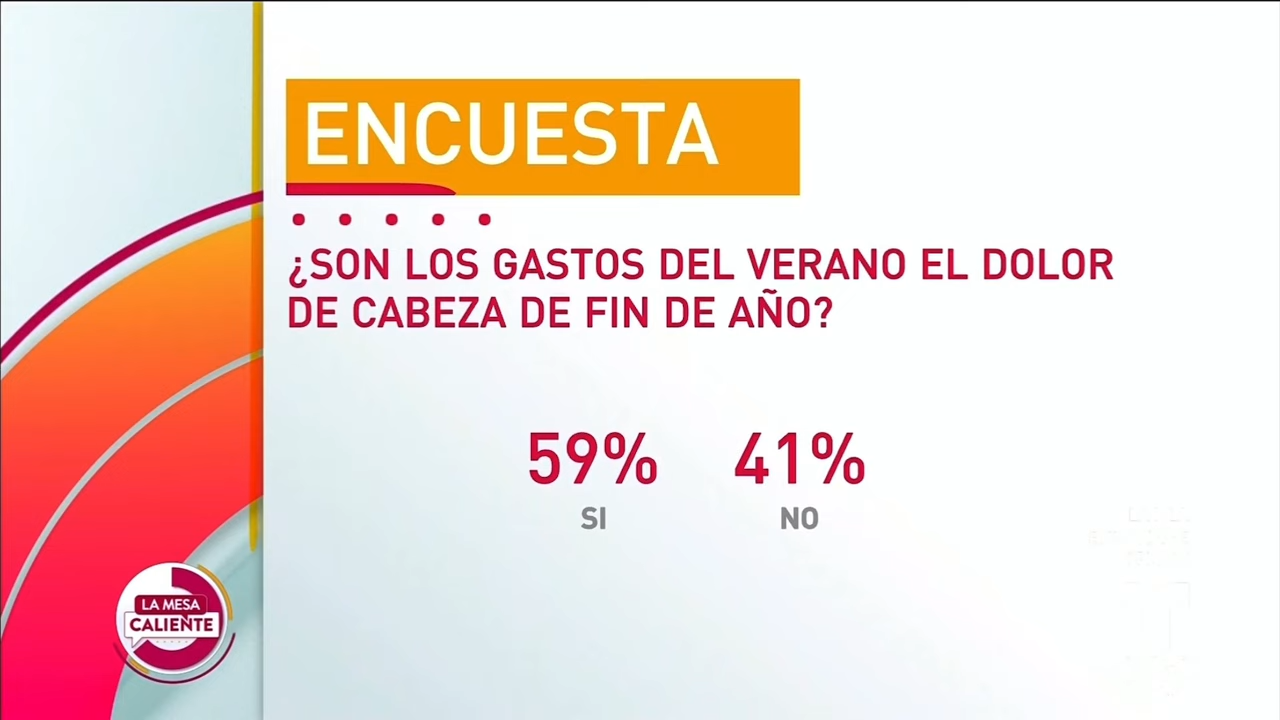 ENCUESTA
¿SON LOS GASTOS DEL VERANO EL DOLOR
DE CABEZA DE FIN DE AÑO?
59% 41%
SI NO
LA MESA
CALIENTE